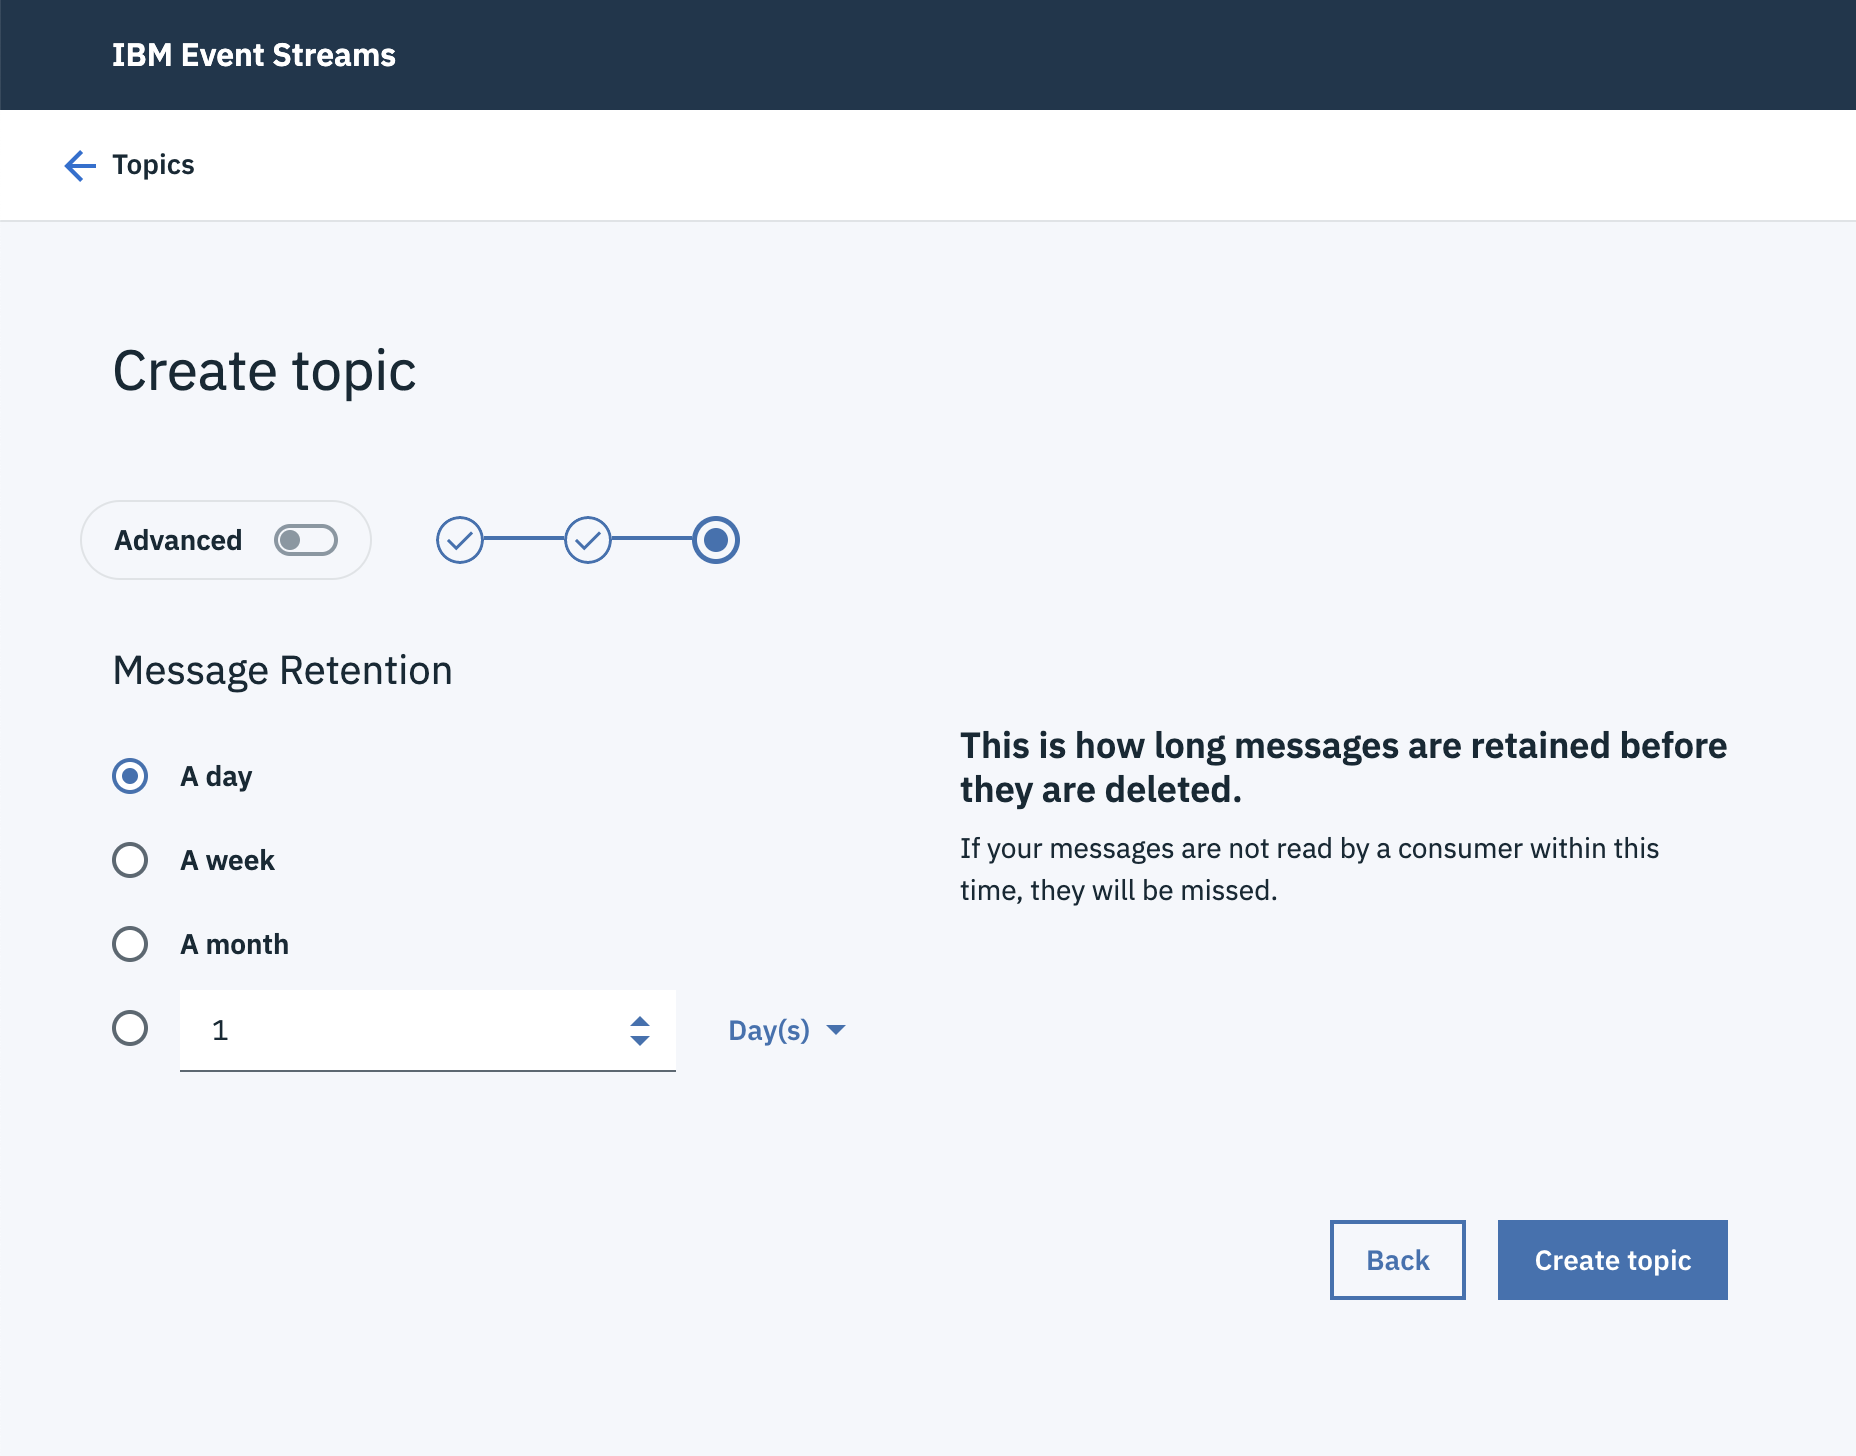 IBM Event Streams
Topics
Create topic
Advanced
Message Retention
A day
A week
A month
1
Day(s)
This is how long messages are retained before
they are deleted.
If your messages are not read by a consumer within this
time, they will be missed.
Back
Create topic